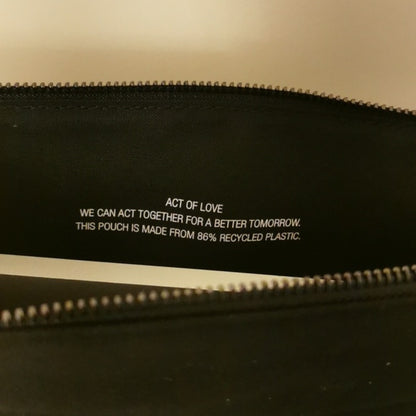 ACT OF LOVE
WE CAN ACT TOGETHER FOR A BETTER TOMORROW.
THIS POUCH IS MADE FROM 86% RECYCLED PLASTIC.